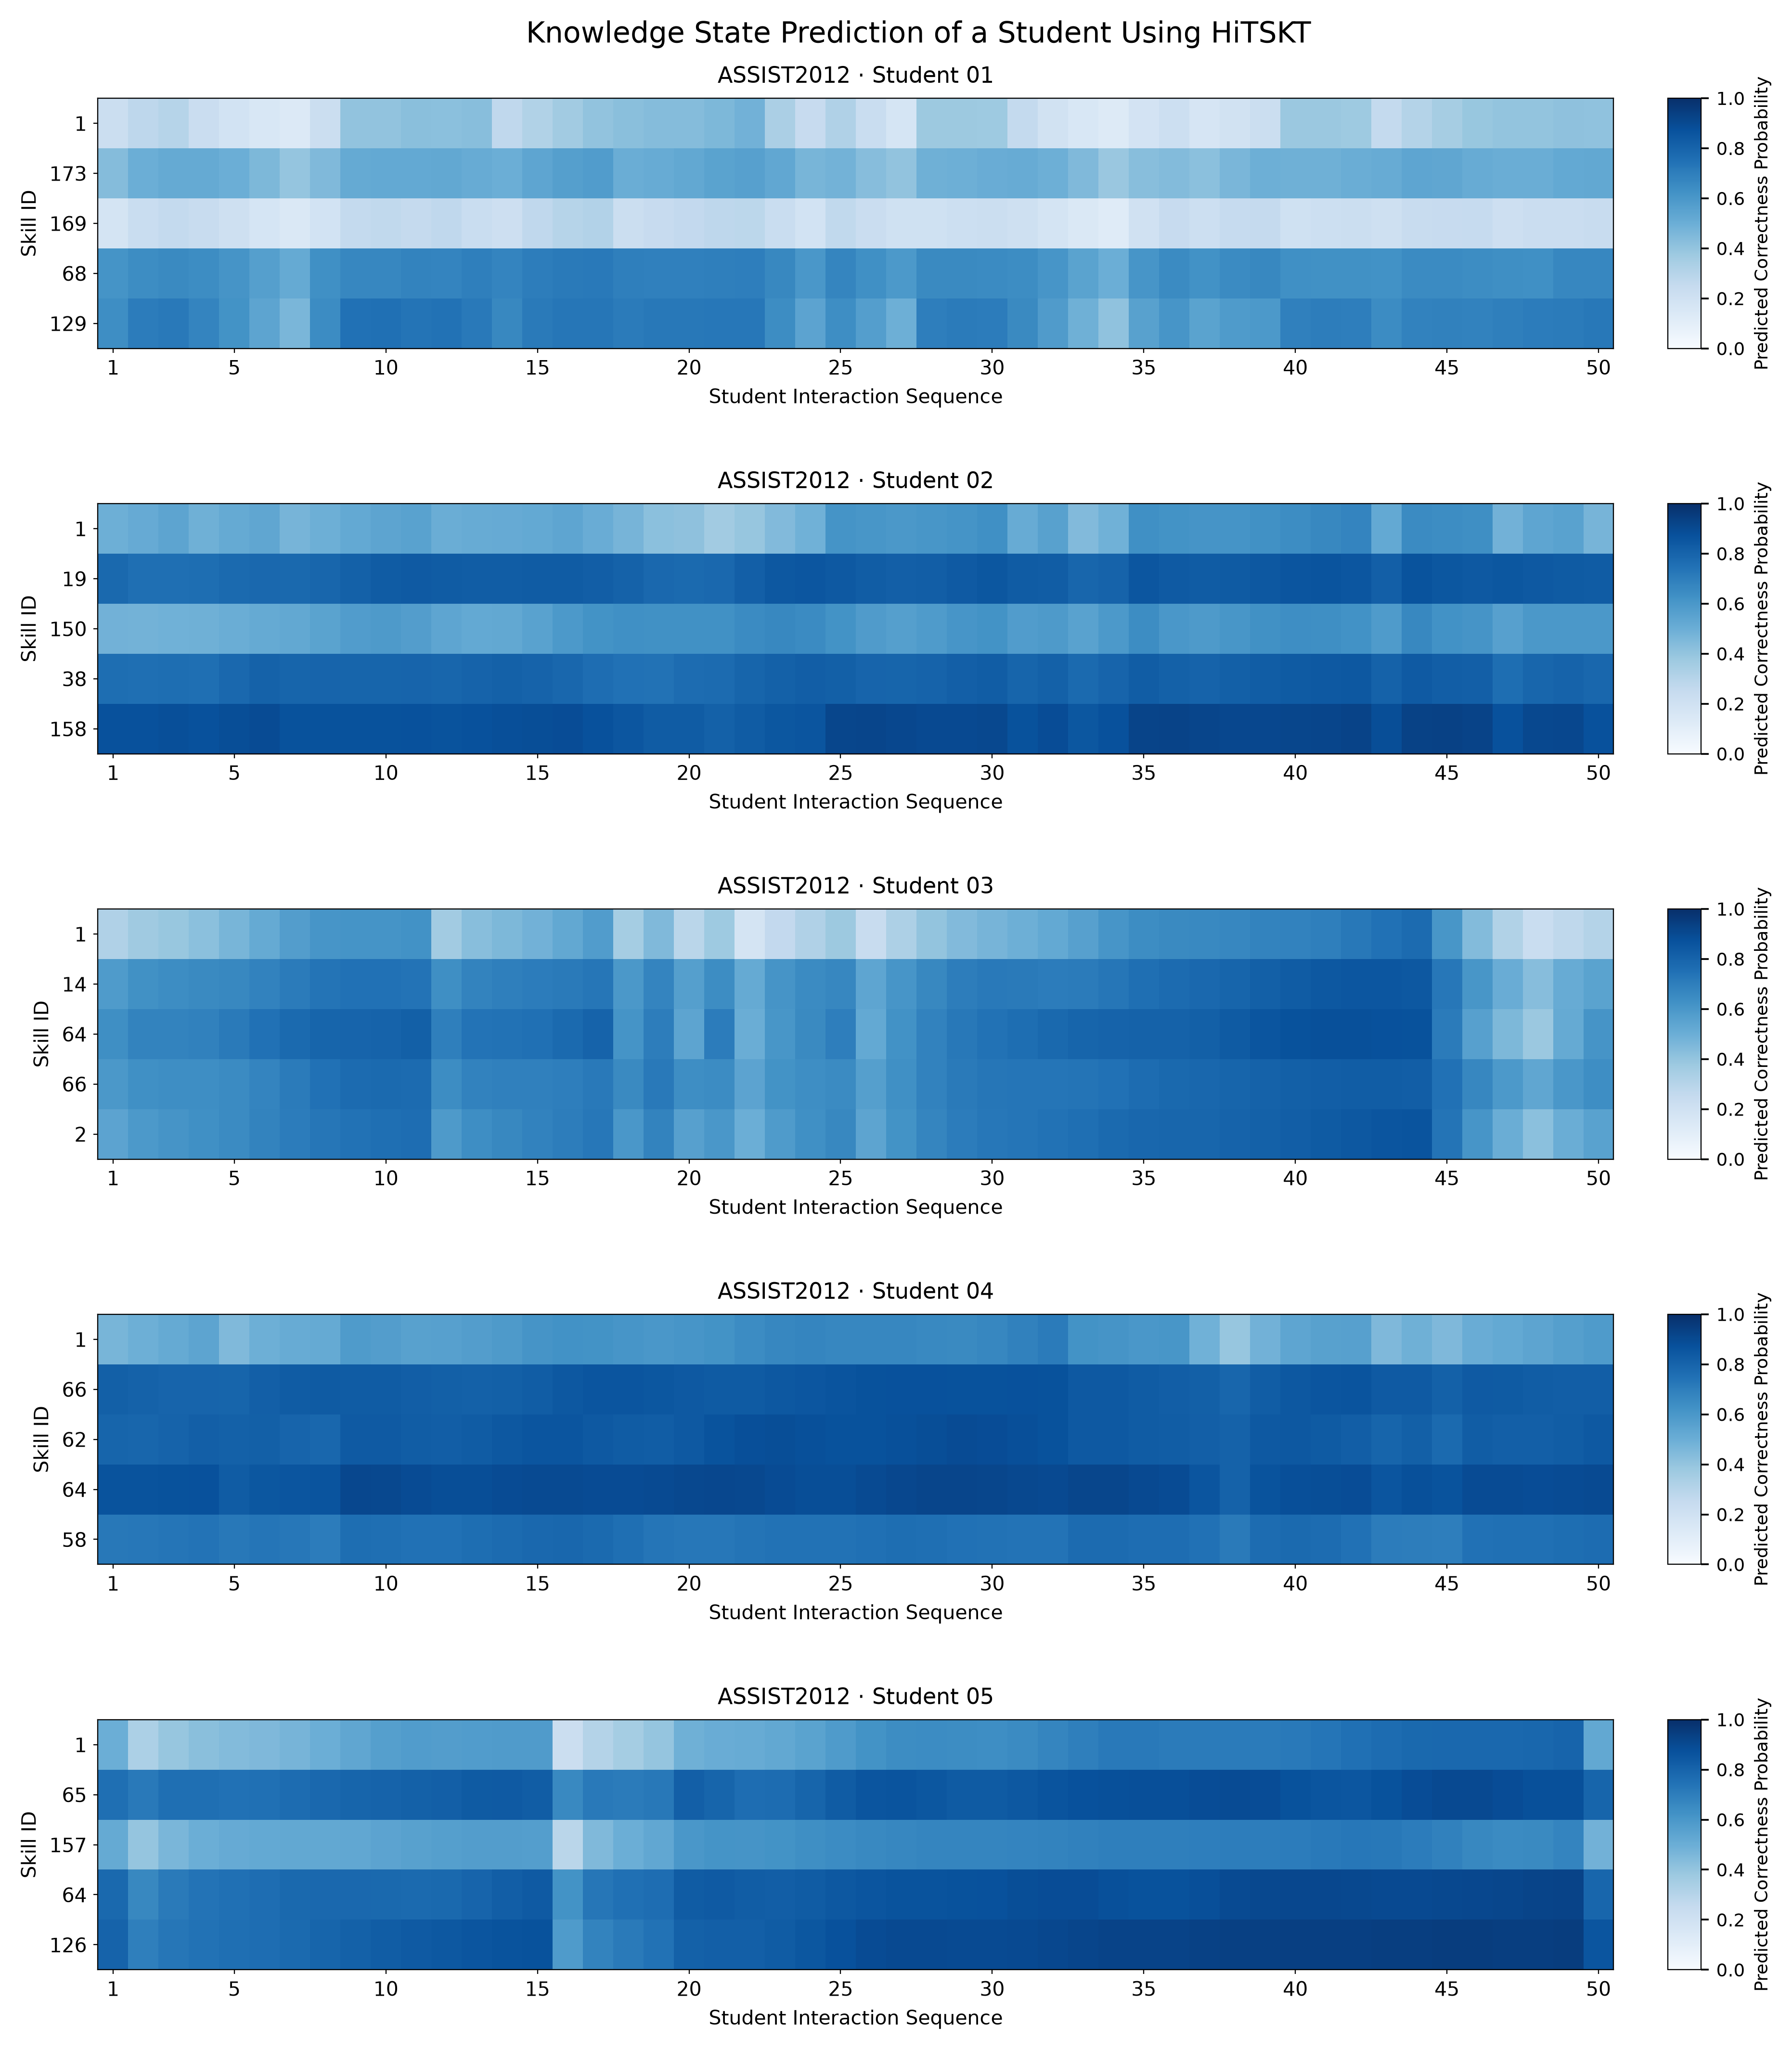 Knowledge State Prediction of a Student Using HiTSKT
ASSIST2012 · Student 01
Skill ID
1
173
169
68
129
1 5 10 15 20 25 30 35 40 45 50
Student Interaction Sequence
1.0
0.8
0.6
0.4
0.2
0.0
Predicted Correctness Probability
ASSIST2012 · Student 02
Skill ID
1
19
150
38
158
1 5 10 15 20 25 30 35 40 45 50
Student Interaction Sequence
1.0
0.8
0.6
0.4
0.2
0.0
Predicted Correctness Probability
ASSIST2012 · Student 03
Skill ID
1
14
64
66
2
1 5 10 15 20 25 30 35 40 45 50
Student Interaction Sequence
1.0
0.8
0.6
0.4
0.2
0.0
Predicted Correctness Probability
ASSIST2012 · Student 04
Skill ID
1
66
62
64
58
1 5 10 15 20 25 30 35 40 45 50
Student Interaction Sequence
1.0
0.8
0.6
0.4
0.2
0.0
Predicted Correctness Probability
ASSIST2012 · Student 05
Skill ID
1
65
157
64
126
1 5 10 15 20 25 30 35 40 45 50
Student Interaction Sequence
1.0
0.8
0.6
0.4
0.2
0.0
Predicted Correctness Probability